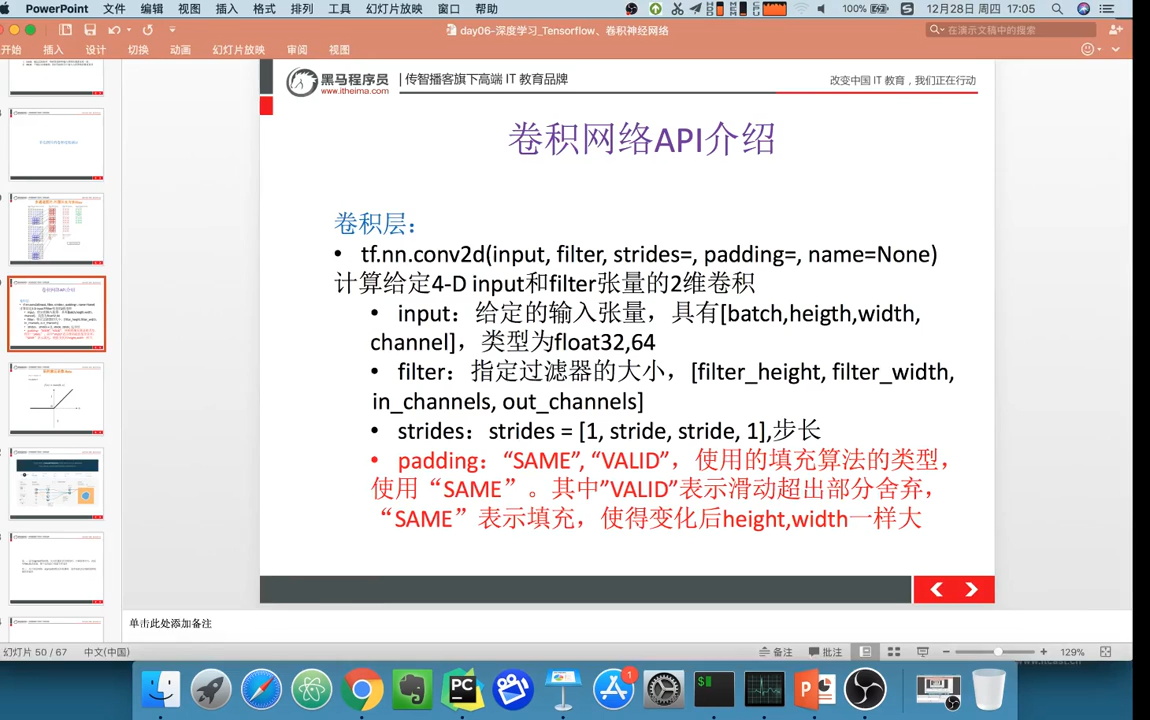 PowerPoint 文件 编辑 视图 插入 格式 排列 工具 幻灯片放映 窗口 帮助 100% 12月28日 周四 17:05
day06-深度学习_Tensorflow、卷积神经网络
在演示文稿中的搜索
开始 插入 设计 切换 动画 幻灯片放映 审阅 视图
黑马程序员 | 传智播客旗下高端 IT 教育品牌
www.itheima.com
改变中国 IT 教育，我们正在行动
卷积网络API介绍
卷积层：
• tf.nn.conv2d(input, filter, strides=, padding=, name=None)
计算给定4-D input和filter张量的2维卷积
• input：给定的输入张量，具有[batch,heigth,width,
channel]，类型为float32,64
• filter：指定过滤器的大小，[filter_height, filter_width,
in_channels, out_channels]
• strides：strides = [1, stride, stride, 1],步长
• padding：“SAME”, “VALID”，使用的填充算法的类型，
使用“SAME”。其中”VALID”表示滑动超出部分舍弃，
“SAME”表示填充，使得变化后height,width一样大
单击此处添加备注
幻灯片 50 / 67 中文(中国) 备注 批注 129%
1
PC
$
P